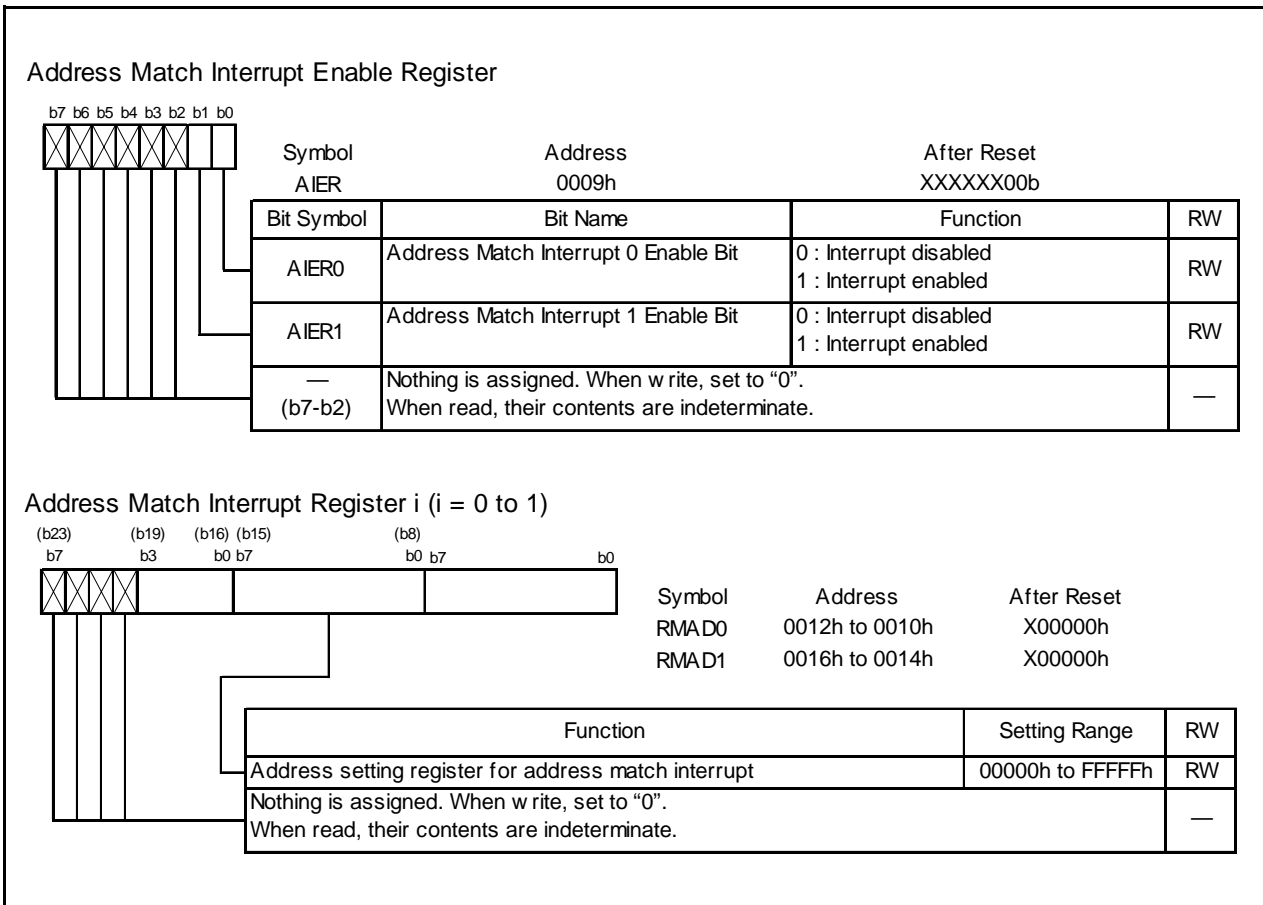 Address Match Interrupt Enable Register
b7 b6 b5 b4 b3 b2 b1 b0
Symbol Address After Reset
AIER 0009h XXXXXX00b
Bit Symbol Bit Name Function RW
AIER0 Address Match Interrupt 0 Enable Bit 0 : Interrupt disabled RW
1 : Interrupt enabled
AIER1 Address Match Interrupt 1 Enable Bit 0 : Interrupt disabled RW
1 : Interrupt enabled
— Nothing is assigned. When write, set to “0”. —
(b7-b2) When read, their contents are indeterminate.
Address Match Interrupt Register i (i = 0 to 1)
(b23) (b19) (b16) (b15) (b8)
b7 b3 b0 b7 b0 b7 b0
Symbol Address After Reset
RMAD0 0012h to 0010h X00000h
RMAD1 0016h to 0014h X00000h
Function Setting Range RW
Address setting register for address match interrupt 00000h to FFFFFh RW
Nothing is assigned. When write, set to “0”. —
When read, their contents are indeterminate.